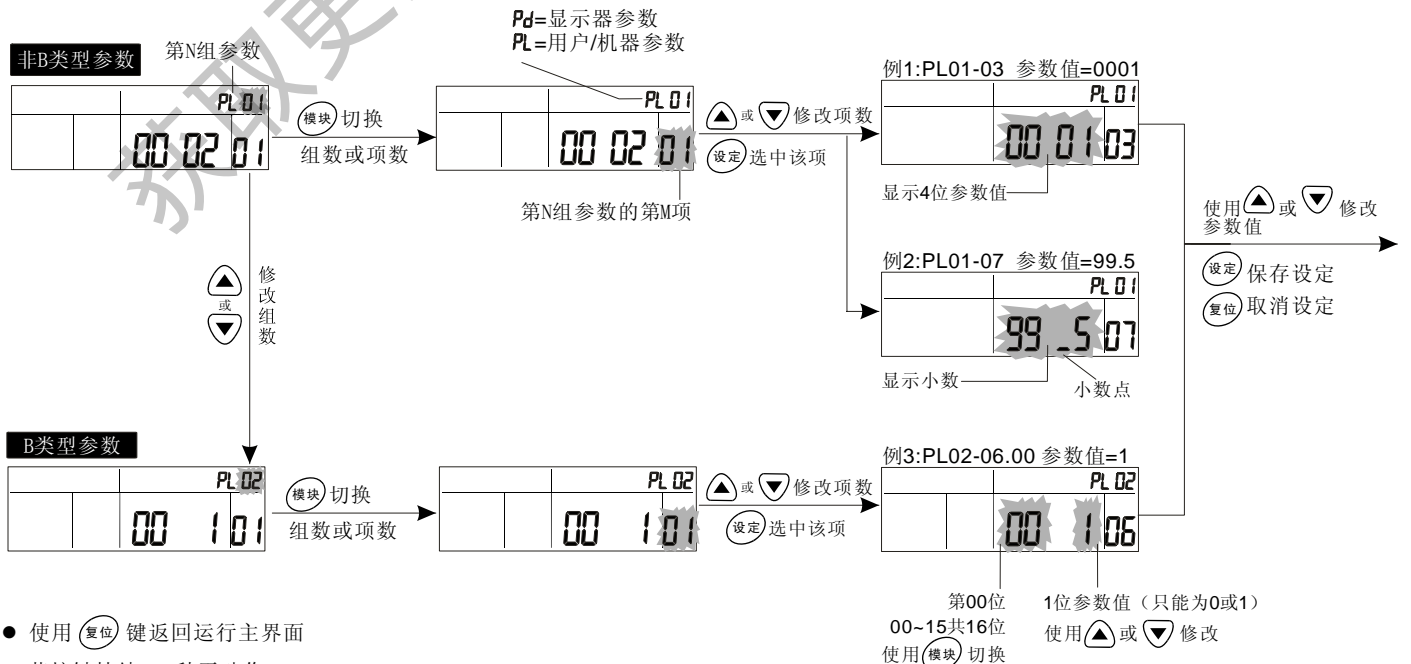 Pd=显示器参数
PL=用户/机器参数
非B类型参数
第N组参数
PL 01
00 02 01
模块 切换
组数或项数
PL 01
00 02 01
第N组参数的第M项
▲ 或 ▼ 修改项数
设定 选中该项
例1:PL01-03 参数值=0001
PL 01
00 01 03
显示4位参数值
例2:PL01-07 参数值=99.5
PL 01
99 _5 07
显示小数
小数点
使用 ▲ 或 ▼ 修改
参数值
设定 保存设定
复位 取消设定
▲
或
▼
修改组数
B类型参数
PL 02
00 1 01
模块 切换
组数或项数
PL 02
00 1 01
▲ 或 ▼ 修改项数
设定 选中该项
例3:PL02-06.00 参数值=1
PL 02
00 1 06
第00位
00~15共16位
使用 模块 切换
1位参数值(只能为0或1)
使用 ▲ 或 ▼ 修改
● 使用 复位 键返回运行主界面
获取更